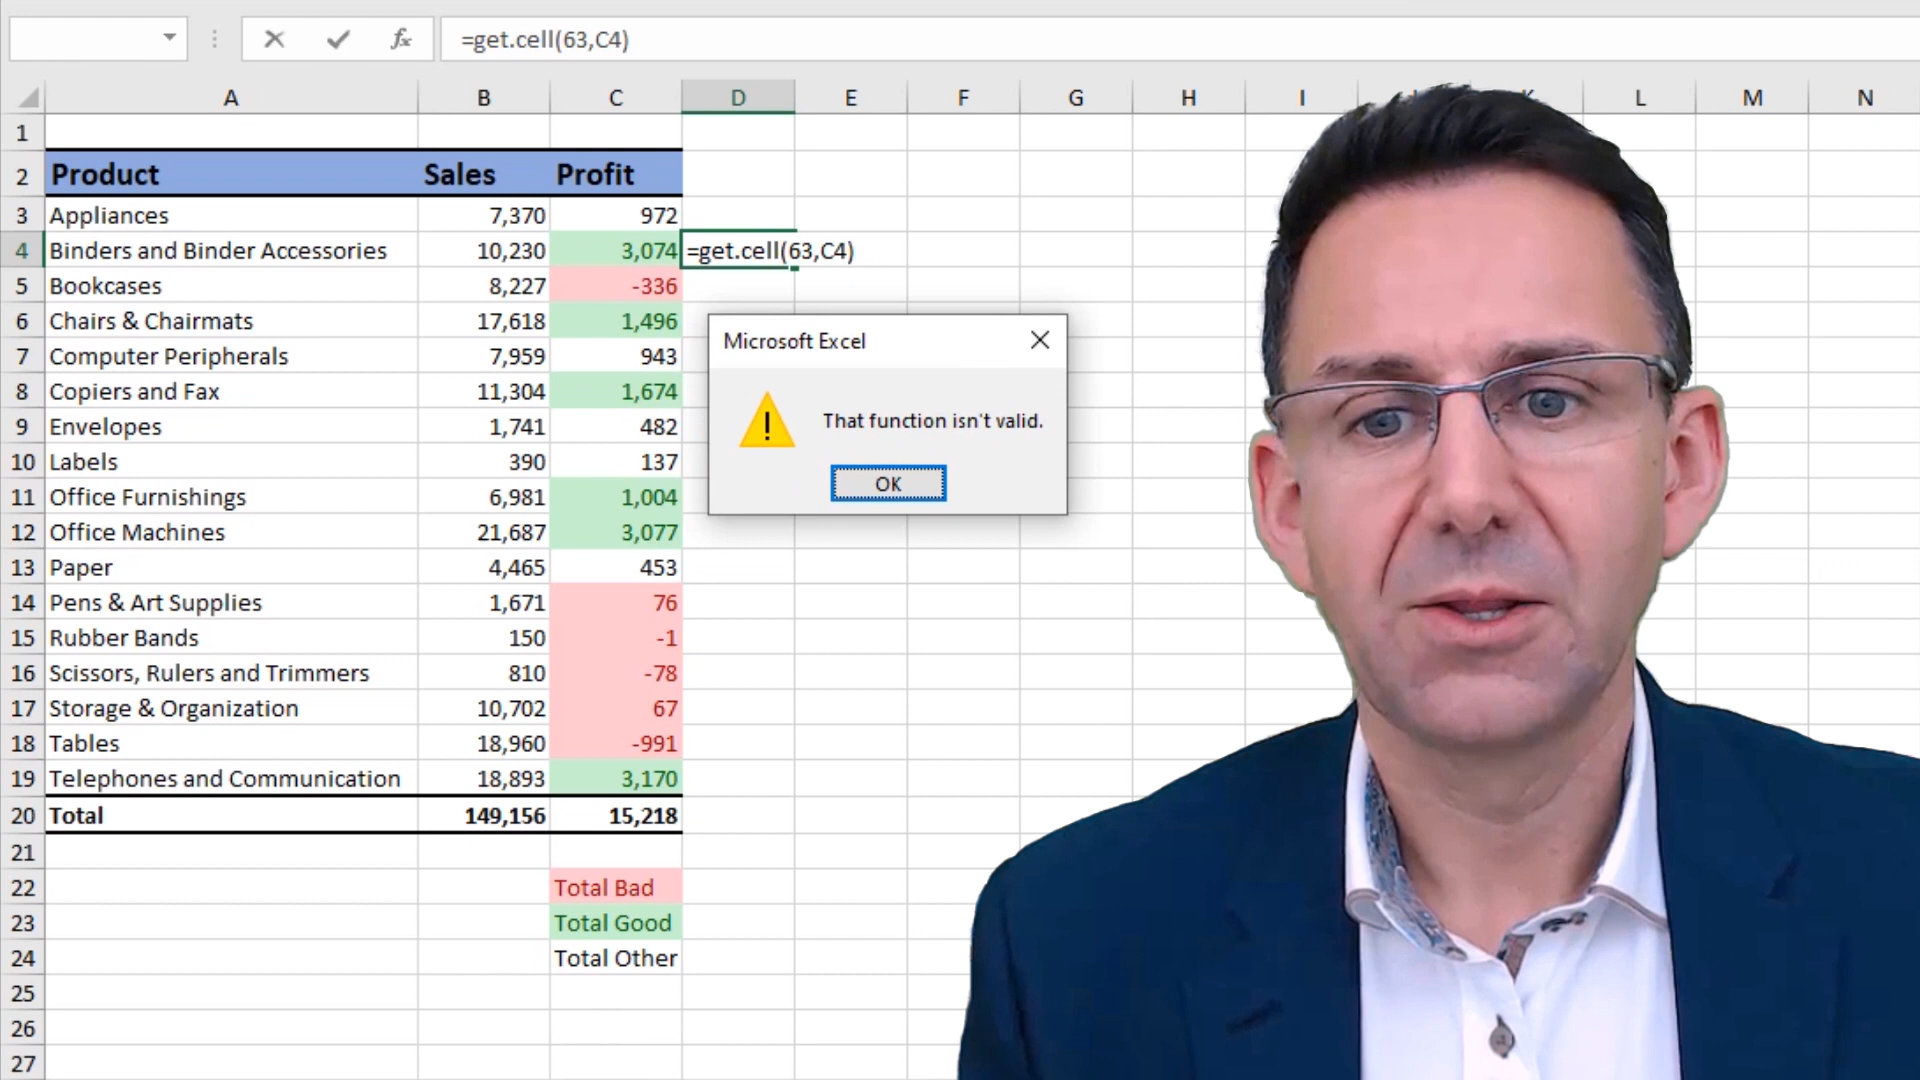 =get.cell(63,C4)
A B C D E F G H I K L M N
1
2 Product Sales Profit
3 Appliances 7,370 972
4 Binders and Binder Accessories 10,230 3,074 =get.cell(63,C4)
5 Bookcases 8,227 -336
6 Chairs & Chairmats 17,618 1,496
Microsoft Excel
7 Computer Peripherals 7,959 943
8 Copiers and Fax 11,304 1,674
That function isn't valid.
9 Envelopes 1,741 482
10 Labels 390 137
OK
11 Office Furnishings 6,981 1,004
12 Office Machines 21,687 3,077
13 Paper 4,465 453
14 Pens & Art Supplies 1,671 76
15 Rubber Bands 150 -1
16 Scissors, Rulers and Trimmers 810 -78
17 Storage & Organization 10,702 67
18 Tables 18,960 -991
19 Telephones and Communication 18,893 3,170
20 Total 149,156 15,218
21
22 Total Bad
23 Total Good
24 Total Other
25
26
27